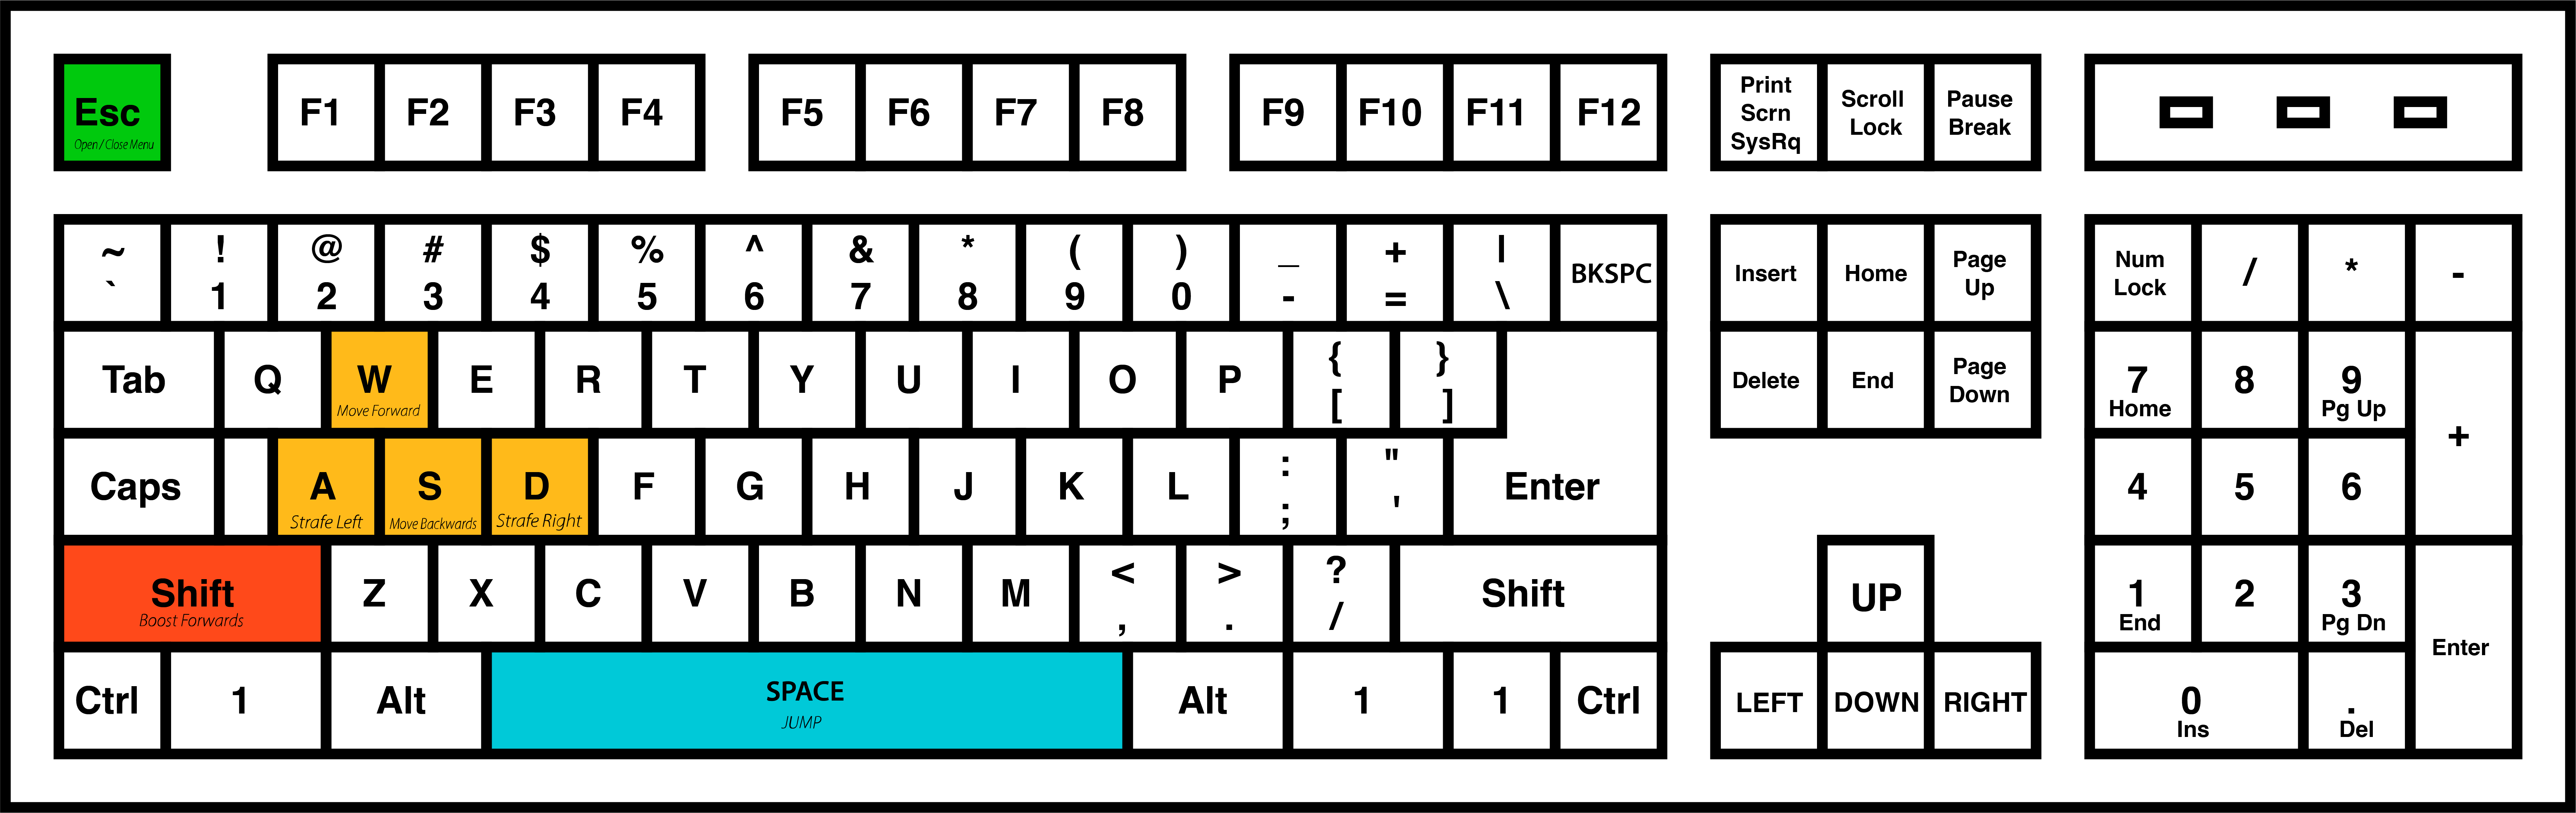 Esc
Open / Close Menu
F1 F2 F3 F4 F5 F6 F7 F8 F9 F10 F11 F12
Print
Scrn
SysRq
Scroll
Lock
Pause
Break
~ ! @ # $ % ^ & * ( ) _ + |
` 1 2 3 4 5 6 7 8 9 0 - = \
BKSPC
Insert Home
Page
Up
Num
Lock
/ * -
Tab Q W E R T Y U I O P
Move Forward
{ }
[ ]
Delete End
Page
Down
7 8 9
Home Pg Up
+
Caps A S D F G H J K L
Strafe Left Move Backwards Strafe Right
: "
; '
Enter
4 5 6
Shift
Boost Forwards
Z X C V B N M
< > ?
, . /
Shift
UP
1 2 3
End Pg Dn
Enter
Ctrl 1 Alt
SPACE
JUMP
Alt 1 1 Ctrl
LEFT DOWN RIGHT
0 .
Ins Del